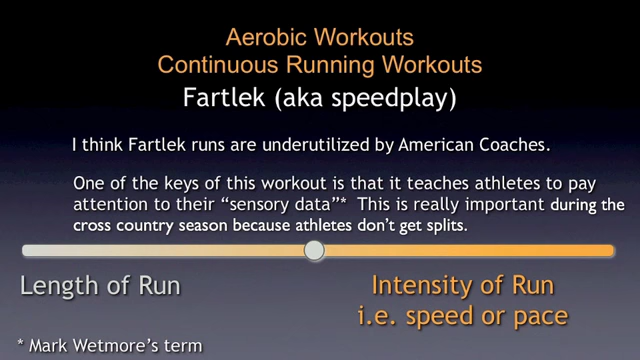 Aerobic Workouts
Continuous Running Workouts
Fartlek (aka speedplay)
I think Fartlek runs are underutilized by American Coaches.
One of the keys of this workout is that it teaches athletes to pay
attention to their “sensory data”*  This is really important during the
cross country season because athletes don’t get splits.
Length of Run
Intensity of Run
i.e. speed or pace
* Mark Wetmore’s term